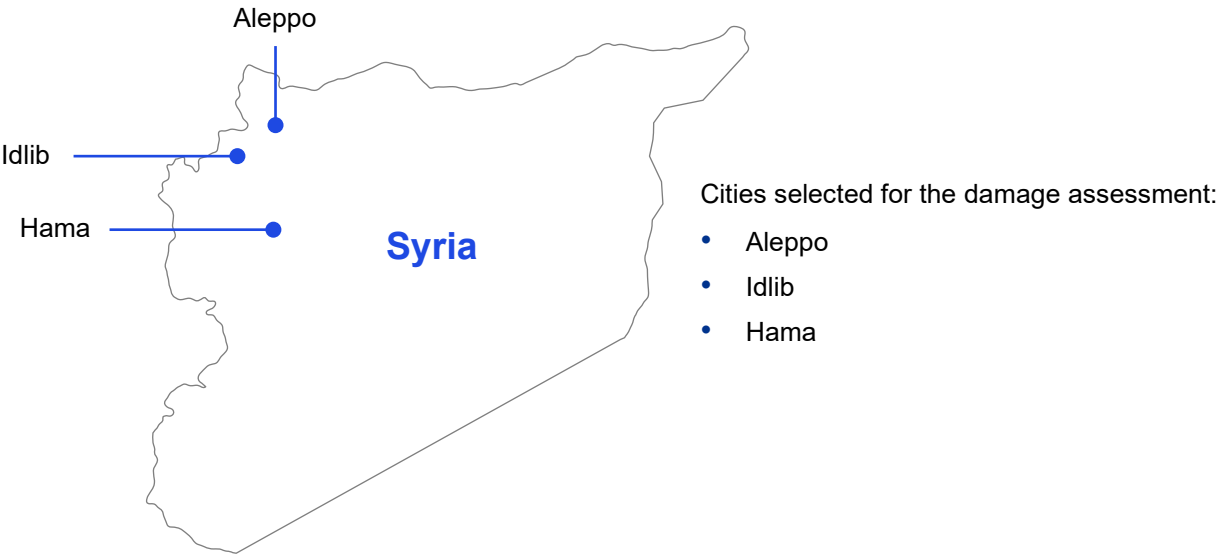 Aleppo
Idlib
Hama
Syria
Cities selected for the damage assessment:
• Aleppo
• Idlib
• Hama